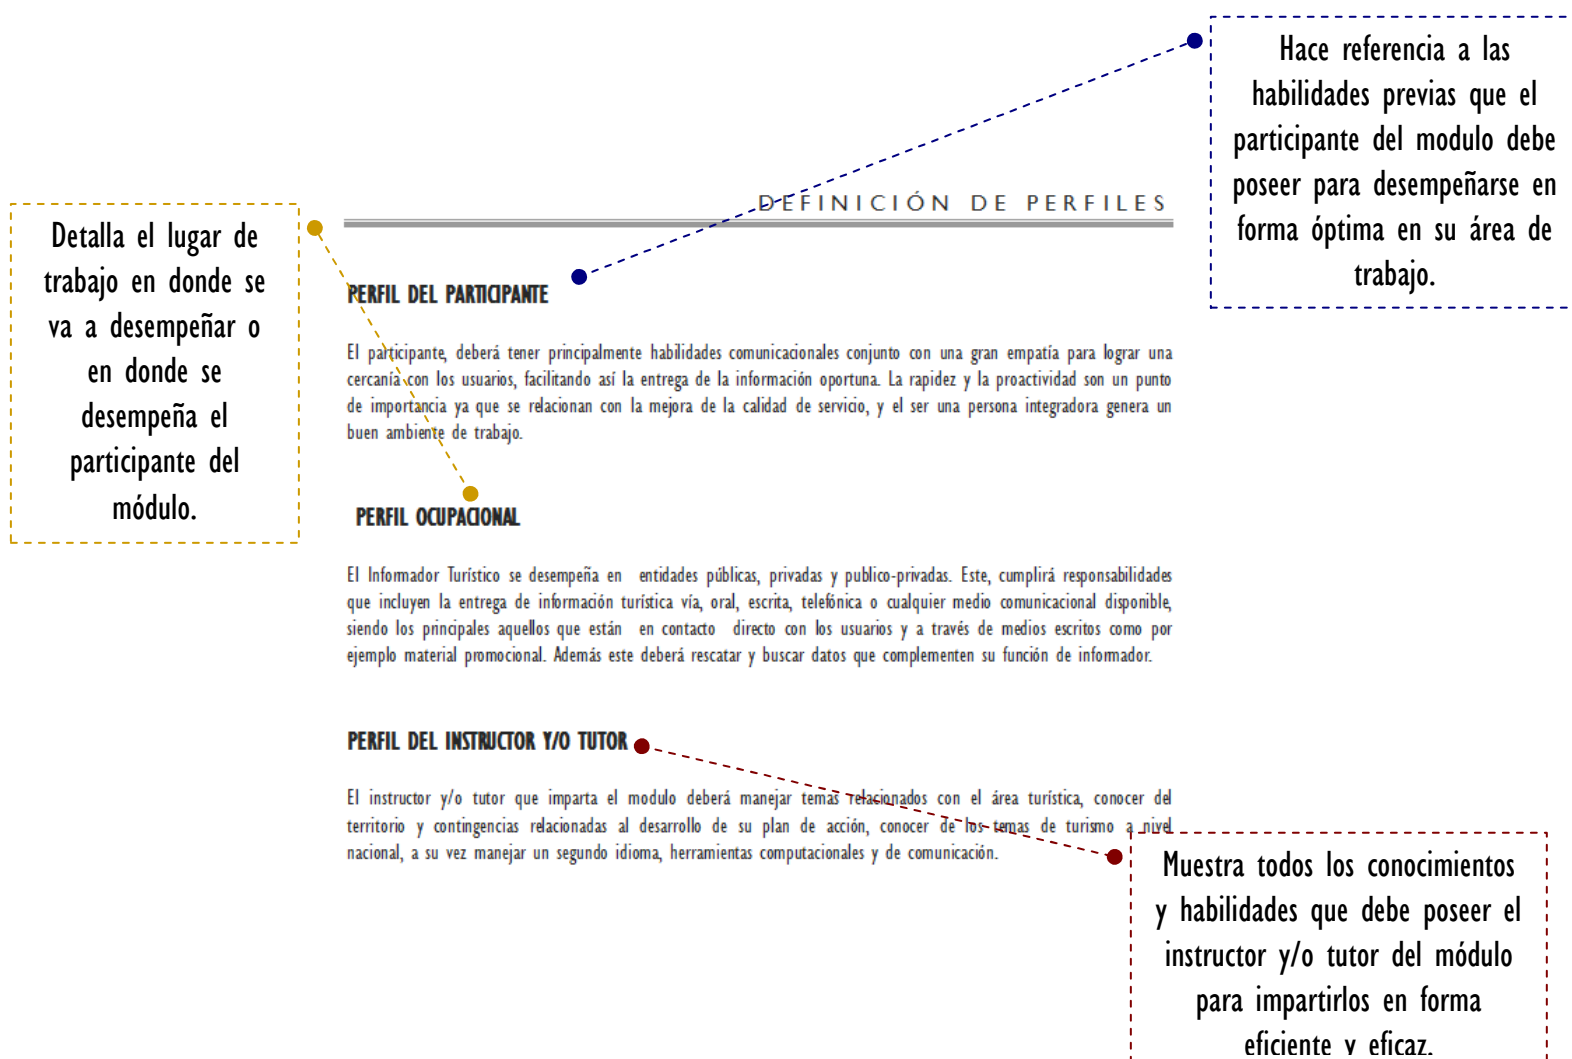 Hace referencia a las
habilidades previas que el
participante del modulo debe
poseer para desempeñarse en
forma óptima en su área de
trabajo.
DEFINICIÓN DE PERFILES
Detalla el lugar de
trabajo en donde se
va a desempeñar o
en donde se
desempeña el
participante del
módulo.
PERFIL DEL PARTICIPANTE
El participante, deberá tener principalmente habilidades comunicacionales conjunto con una gran empatía para lograr una
cercanía con los usuarios, facilitando así la entrega de la información oportuna. La rapidez y la proactividad son un punto
de importancia ya que se relacionan con la mejora de la calidad de servicio, y el ser una persona integradora genera un
buen ambiente de trabajo.
PERFIL OCUPACIONAL
El Informador Turístico se desempeña en entidades públicas, privadas y publico-privadas. Este, cumplirá responsabilidades
que incluyen la entrega de información turística vía, oral, escrita, telefónica o cualquier medio comunicacional disponible,
siendo los principales aquellos que están en contacto directo con los usuarios y a través de medios escritos como por
ejemplo material promocional. Además este deberá rescatar y buscar datos que complementen su función de informador.
PERFIL DEL INSTRUCTOR Y/O TUTOR
El instructor y/o tutor que imparta el modulo deberá manejar temas relacionados con el área turística, conocer del
territorio y contingencias relacionadas al desarrollo de su plan de acción, conocer de los temas de turismo a nivel
nacional, a su vez manejar un segundo idioma, herramientas computacionales y de comunicación.
Muestra todos los conocimientos
y habilidades que debe poseer el
instructor y/o tutor del módulo
para impartirlos en forma
eficiente y eficaz.